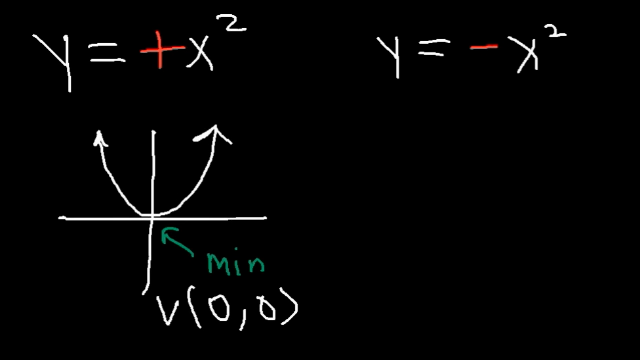 y = +x²
y = -x²
min
V(0,0)